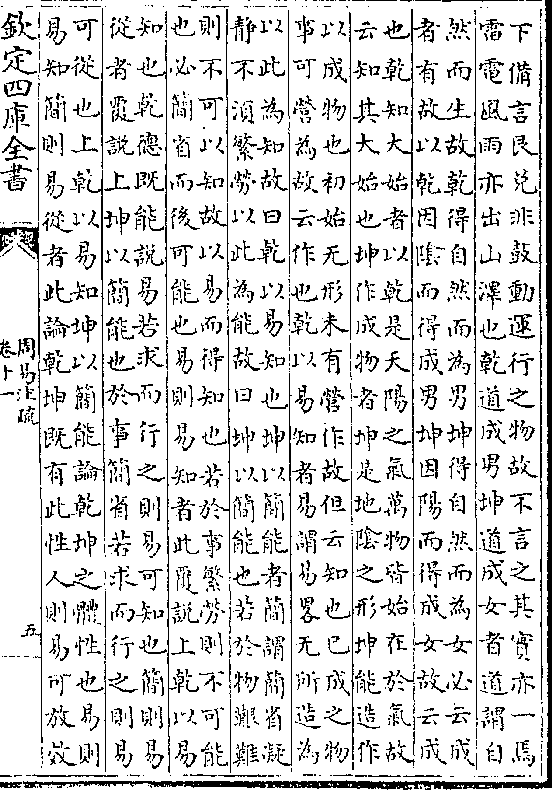 下備言艮兌非鼓動運行之物故不言之其實亦一焉
雷電風雨亦出山澤也乾道成男坤道成女者道謂自
然而生故乾得自然而為男坤得自然而為女必云成
者有故以乾因陰而得成男坤因陽而得成女故云成
也乾知大始者以乾是天陽之氣萬物皆始在於氣故
云知其大始也坤作成物者坤是地陰之形坤能造作
以成物也初始无形未有營作故但云知也已成之物
事可營為故云作也乾以易知者易謂易畧无所造為
以此為知故曰乾以易知也坤以簡能者簡謂簡省凝
靜不須繁勞以此為能故曰坤以簡能也若於物艱難
則不可以知故以易而得知也若於事繁勞則不可能
也必簡省而後可能也易則易知者此覆說上乾以易
知也乾德既能說易若求而行之則易可知也簡則易
從者覆說上坤以簡能也於事簡省若求而行之則易
可從也上乾以易知坤以簡能論乾坤之體性也易則
易知簡則易從者此論乾坤既有此性人則易可放效
欽定四庫全書
周易注疏
卷十一
五